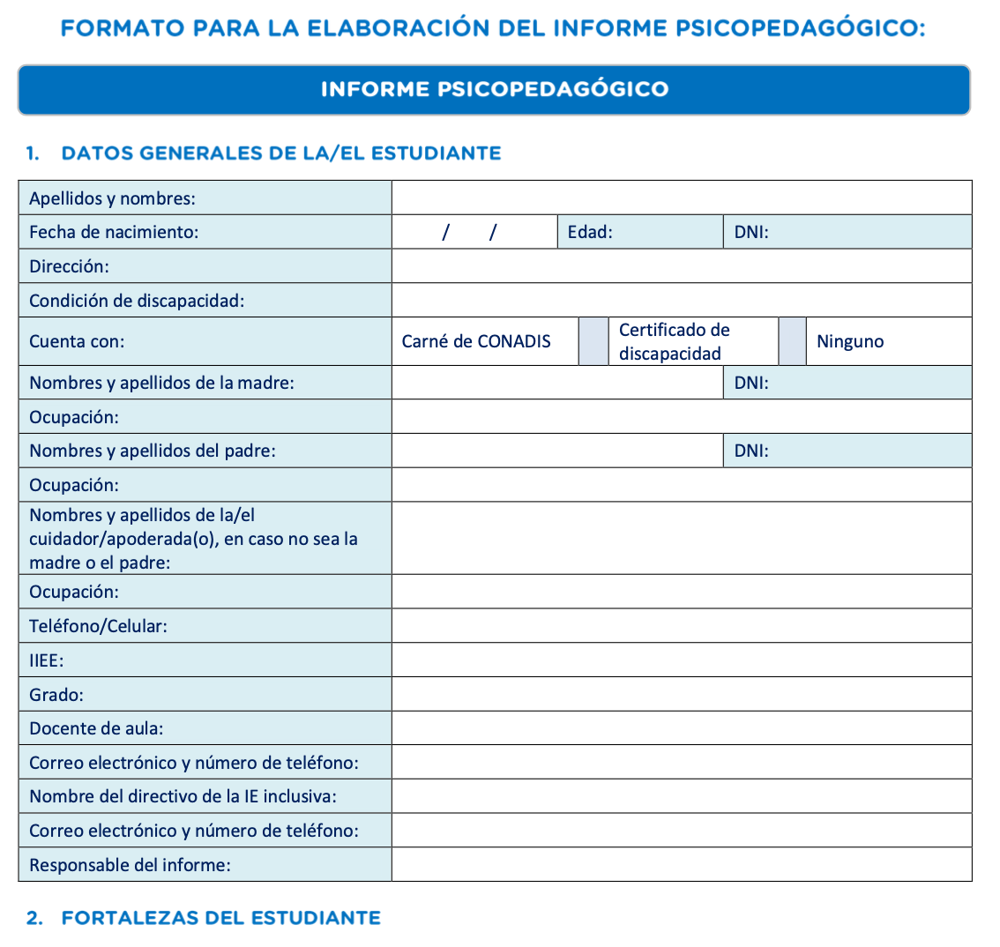 FORMATO PARA LA ELABORACIÓN DEL INFORME PSICOPEDAGÓGICO:
INFORME PSICOPEDAGÓGICO
1. DATOS GENERALES DE LA/EL ESTUDIANTE
Apellidos y nombres:
Fecha de nacimiento: / / Edad: DNI:
Dirección:
Condición de discapacidad:
Cuenta con: Carné de CONADIS Certificado de discapacidad Ninguno
Nombres y apellidos de la madre: DNI:
Ocupación:
Nombres y apellidos del padre: DNI:
Ocupación:
Nombres y apellidos de la/el
cuidador/apoderada(o), en caso no sea la
madre o el padre:
Ocupación:
Teléfono/Celular:
IIEE:
Grado:
Docente de aula:
Correo electrónico y número de teléfono:
Nombre del directivo de la IE inclusiva:
Correo electrónico y número de teléfono:
Responsable del informe:
2. FORTALEZAS DEL ESTUDIANTE